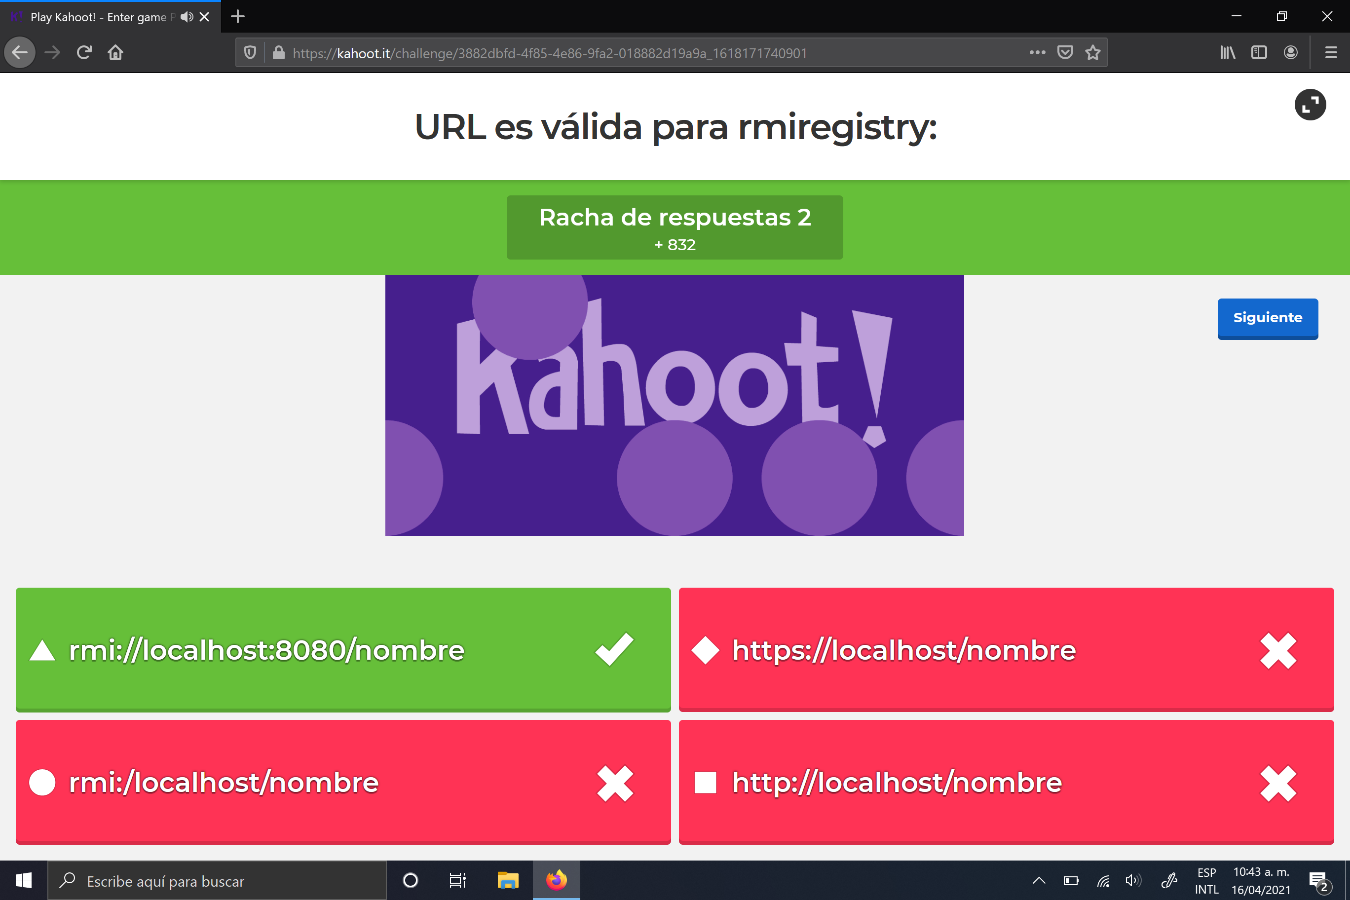 Play Kahoot! - Enter game P
https://kahoot.it/challenge/3882dbfd-4f85-4e86-9fa2-018882d19a9a_1618171740901
URL es válida para rmiregistry:
Racha de respuestas 2
+ 832
Kahoot!
Siguiente
rmi://localhost:8080/nombre
https://localhost/nombre
rmi:/localhost/nombre
http://localhost/nombre
Escribe aquí para buscar
ESP
INTL
10:43 a. m.
16/04/2021
2